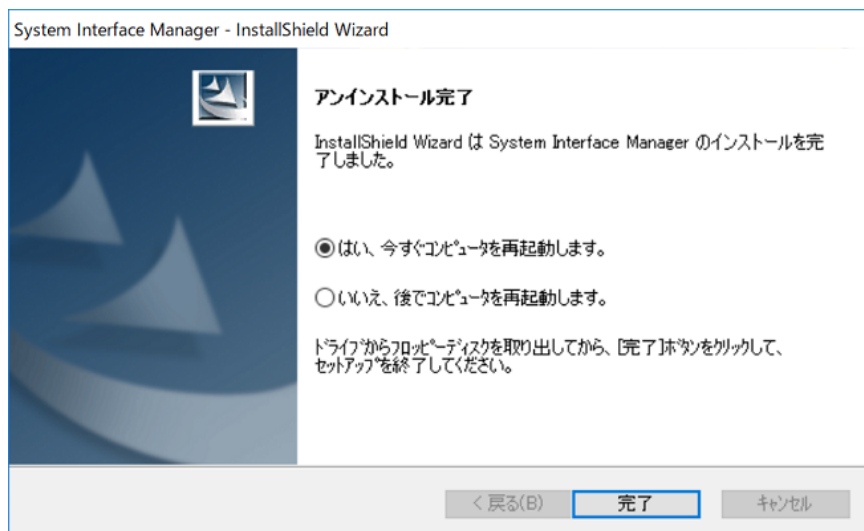 System Interface Manager - InstallShield Wizard
アンインストール完了
InstallShield Wizard は System Interface Manager のインストールを完
了しました。
はい、今すぐｺﾝﾋﾟｭｰﾀを再起動します。
いいえ、後でｺﾝﾋﾟｭｰﾀを再起動します。
ﾄﾞﾗｲﾌﾞからﾌﾛｯﾋﾟｰﾃﾞｨｽｸを取り出してから、[完了]ﾎﾞﾀﾝをｸﾘｯｸして、
ｾｯﾄｱｯﾌﾟを終了してください。
< 戻る(B)
完了
ｷｬﾝｾﾙ